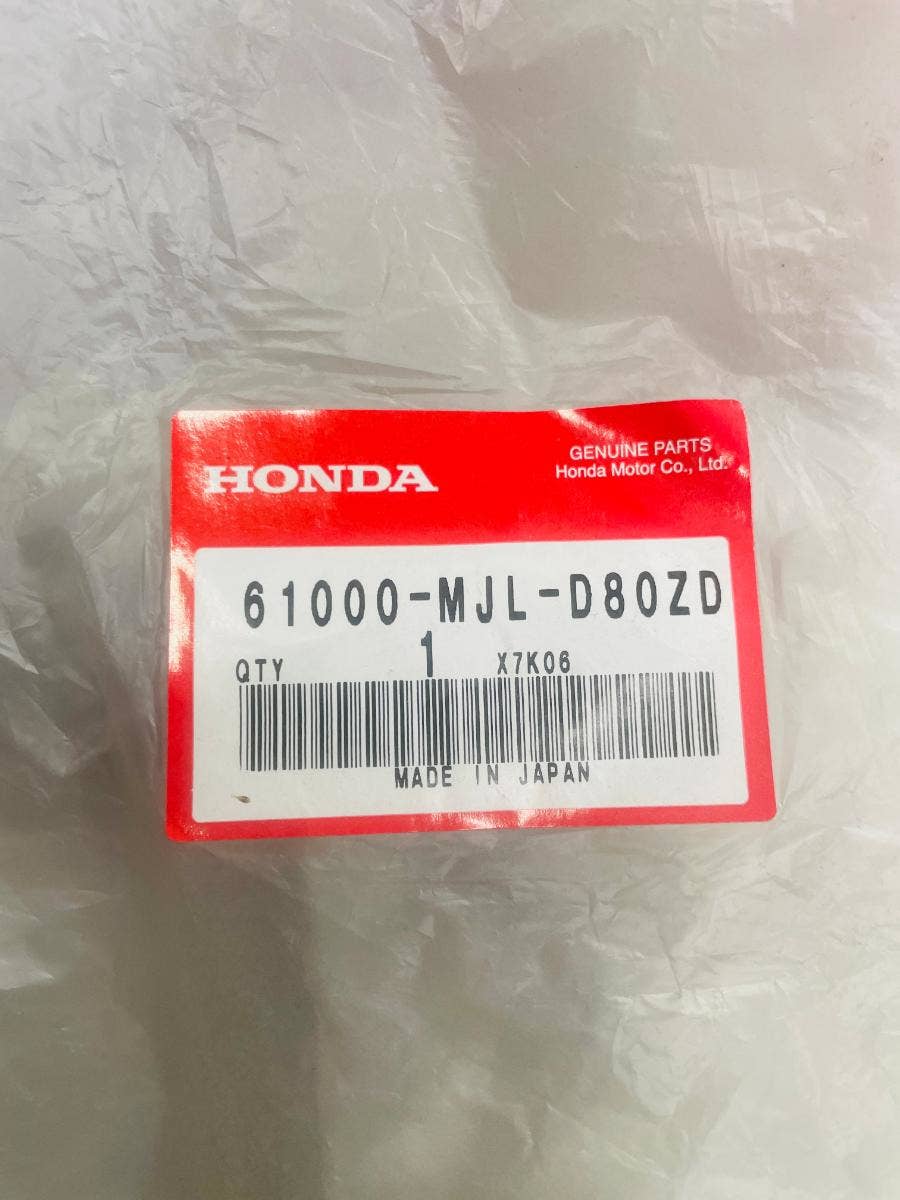 HONDA
GENUINE PARTS
Honda Motor Co., Ltd.
61000-MJL-D80ZD
QTY 1 X7K06
MADE IN JAPAN